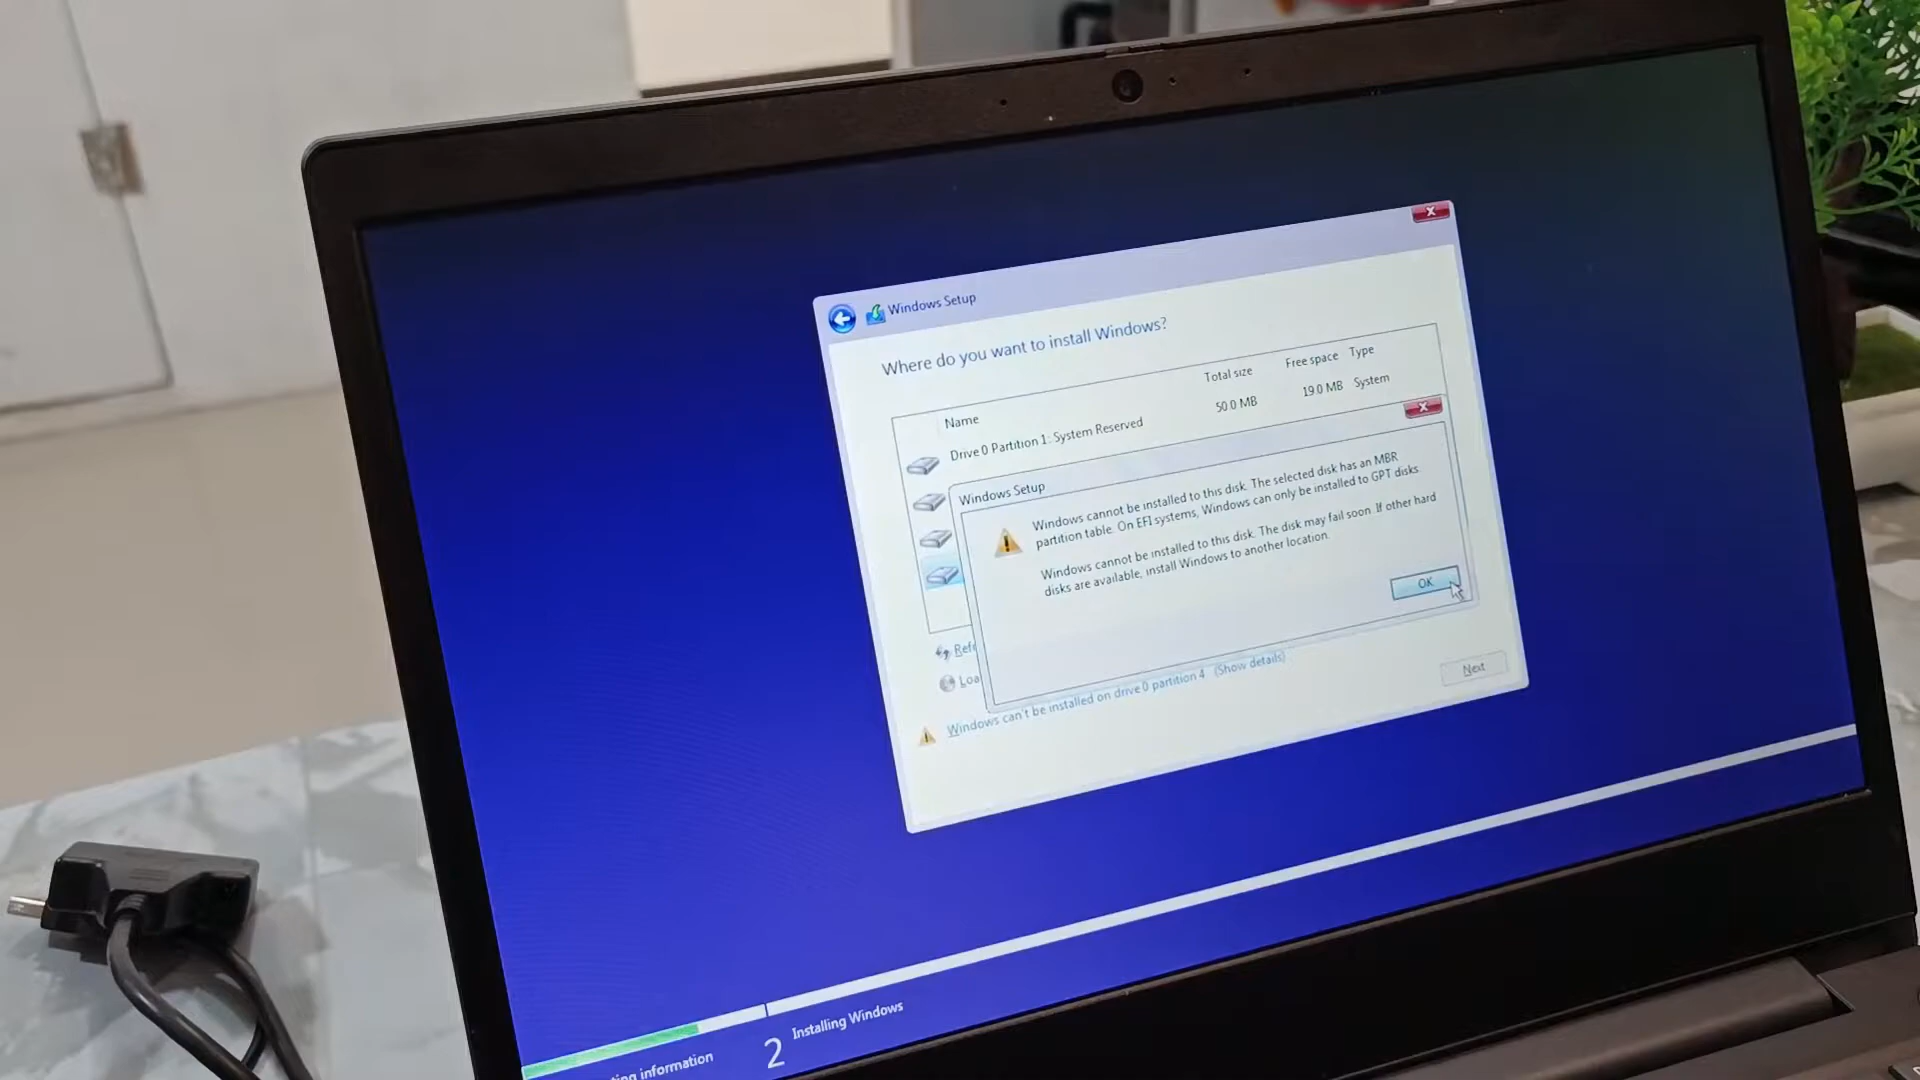 Windows Setup
Where do you want to install Windows?
Name Total size Free space Type
Drive 0 Partition 1: System Reserved 50.0 MB 19.0 MB System
Windows Setup
Windows cannot be installed to this disk. The selected disk has an MBR
partition table. On EFI systems, Windows can only be installed to GPT disks.
Windows cannot be installed to this disk. The disk may fail soon. If other hard
disks are available, install Windows to another location.
OK
Refr
Loa
Windows can't be installed on drive 0 partition 4 (Show details)
Next
ting information
2 Installing Windows